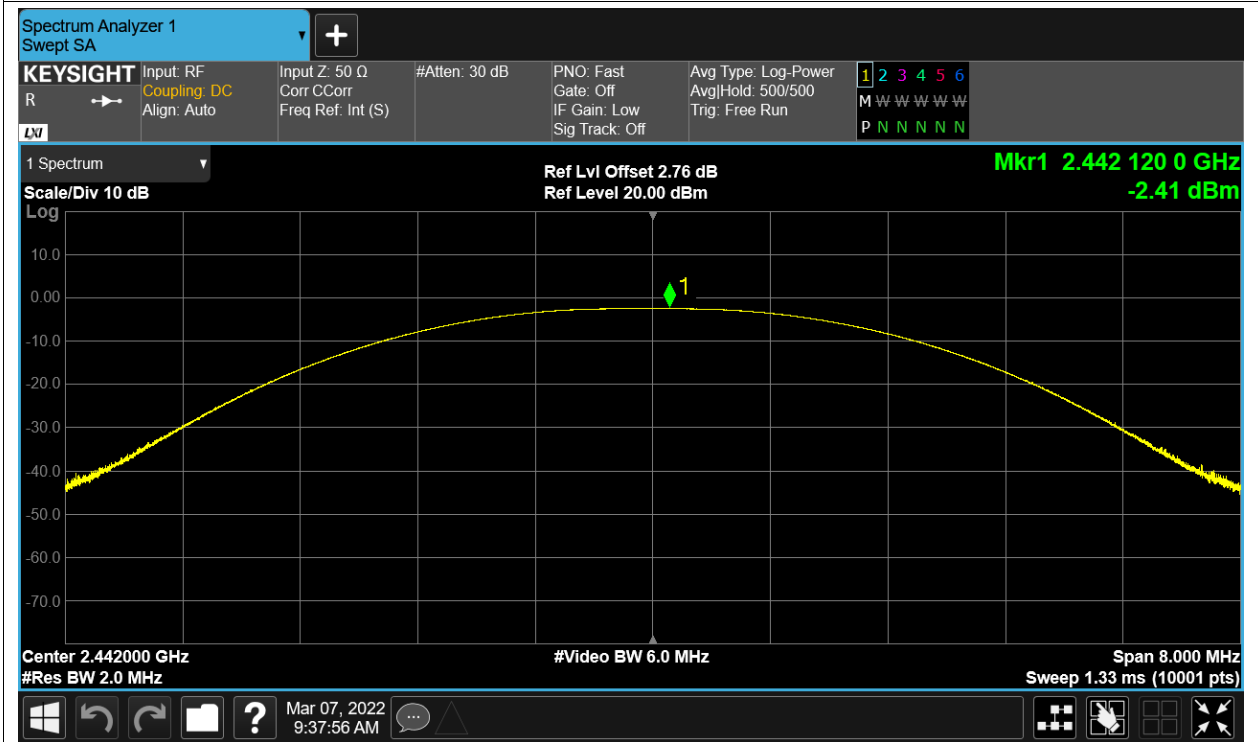 Spectrum Analyzer 1
Swept SA
+
KEYSIGHT
R
LXI
Input: RF
Coupling: DC
Align: Auto
Input Z: 50 Ω
Corr CCorr
Freq Ref: Int (S)
#Atten: 30 dB
PNO: Fast
Gate: Off
IF Gain: Low
Sig Track: Off
Avg Type: Log-Power
Avg|Hold: 500/500
Trig: Free Run
1 2 3 4 5 6
M W W W W W
P N N N N N
1 Spectrum
Scale/Div 10 dB
Log
Ref Lvl Offset 2.76 dB
Ref Level 20.00 dBm
Mkr1 2.442 120 0 GHz
-2.41 dBm
1
10.0
0.00
-10.0
-20.0
-30.0
-40.0
-50.0
-60.0
-70.0
Center 2.442000 GHz
#Res BW 2.0 MHz
#Video BW 6.0 MHz
Span 8.000 MHz
Sweep 1.33 ms (10001 pts)
?
Mar 07, 2022
9:37:56 AM